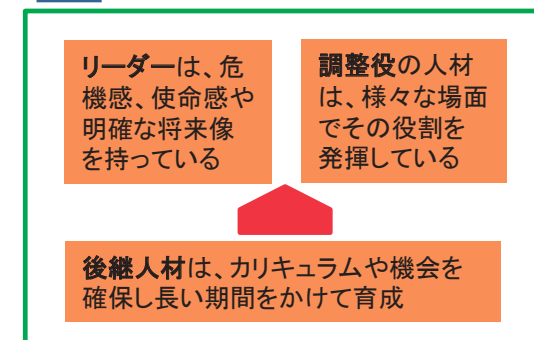 リーダーは、危
機感、使命感や
明確な将来像
を持っている
調整役の人材
は、様々な場面
でその役割を
発揮している
後継人材は、カリキュラムや機会を
確保し長い期間をかけて育成